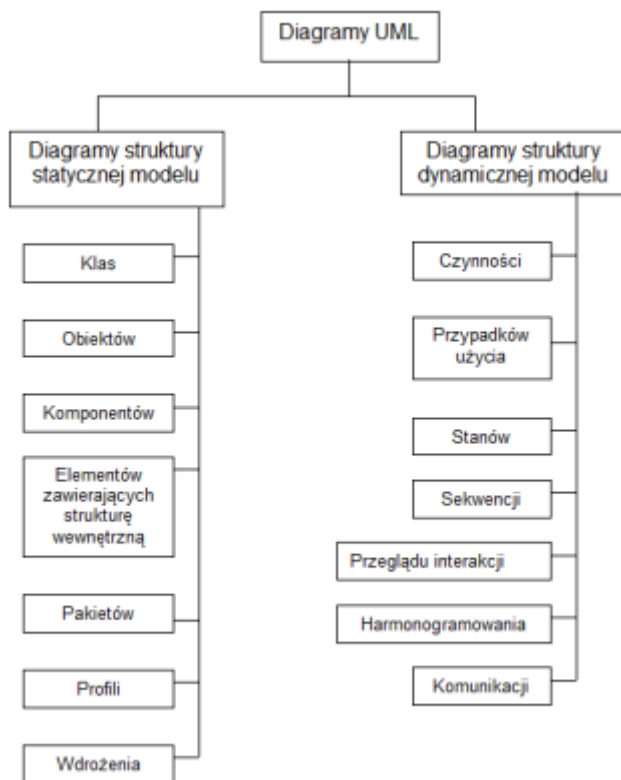 Diagramy UML
Diagramy struktury
statycznej modelu
Klas
Obiektów
Komponentów
Elementów
zawierających
strukturę
wewnętrzną
Pakietów
Profili
Wdrożenia
Diagramy struktury
dynamicznej modelu
Czynności
Przypadków
użycia
Stanów
Sekwencji
Przeglądu interakcji
Harmonogramowania
Komunikacji